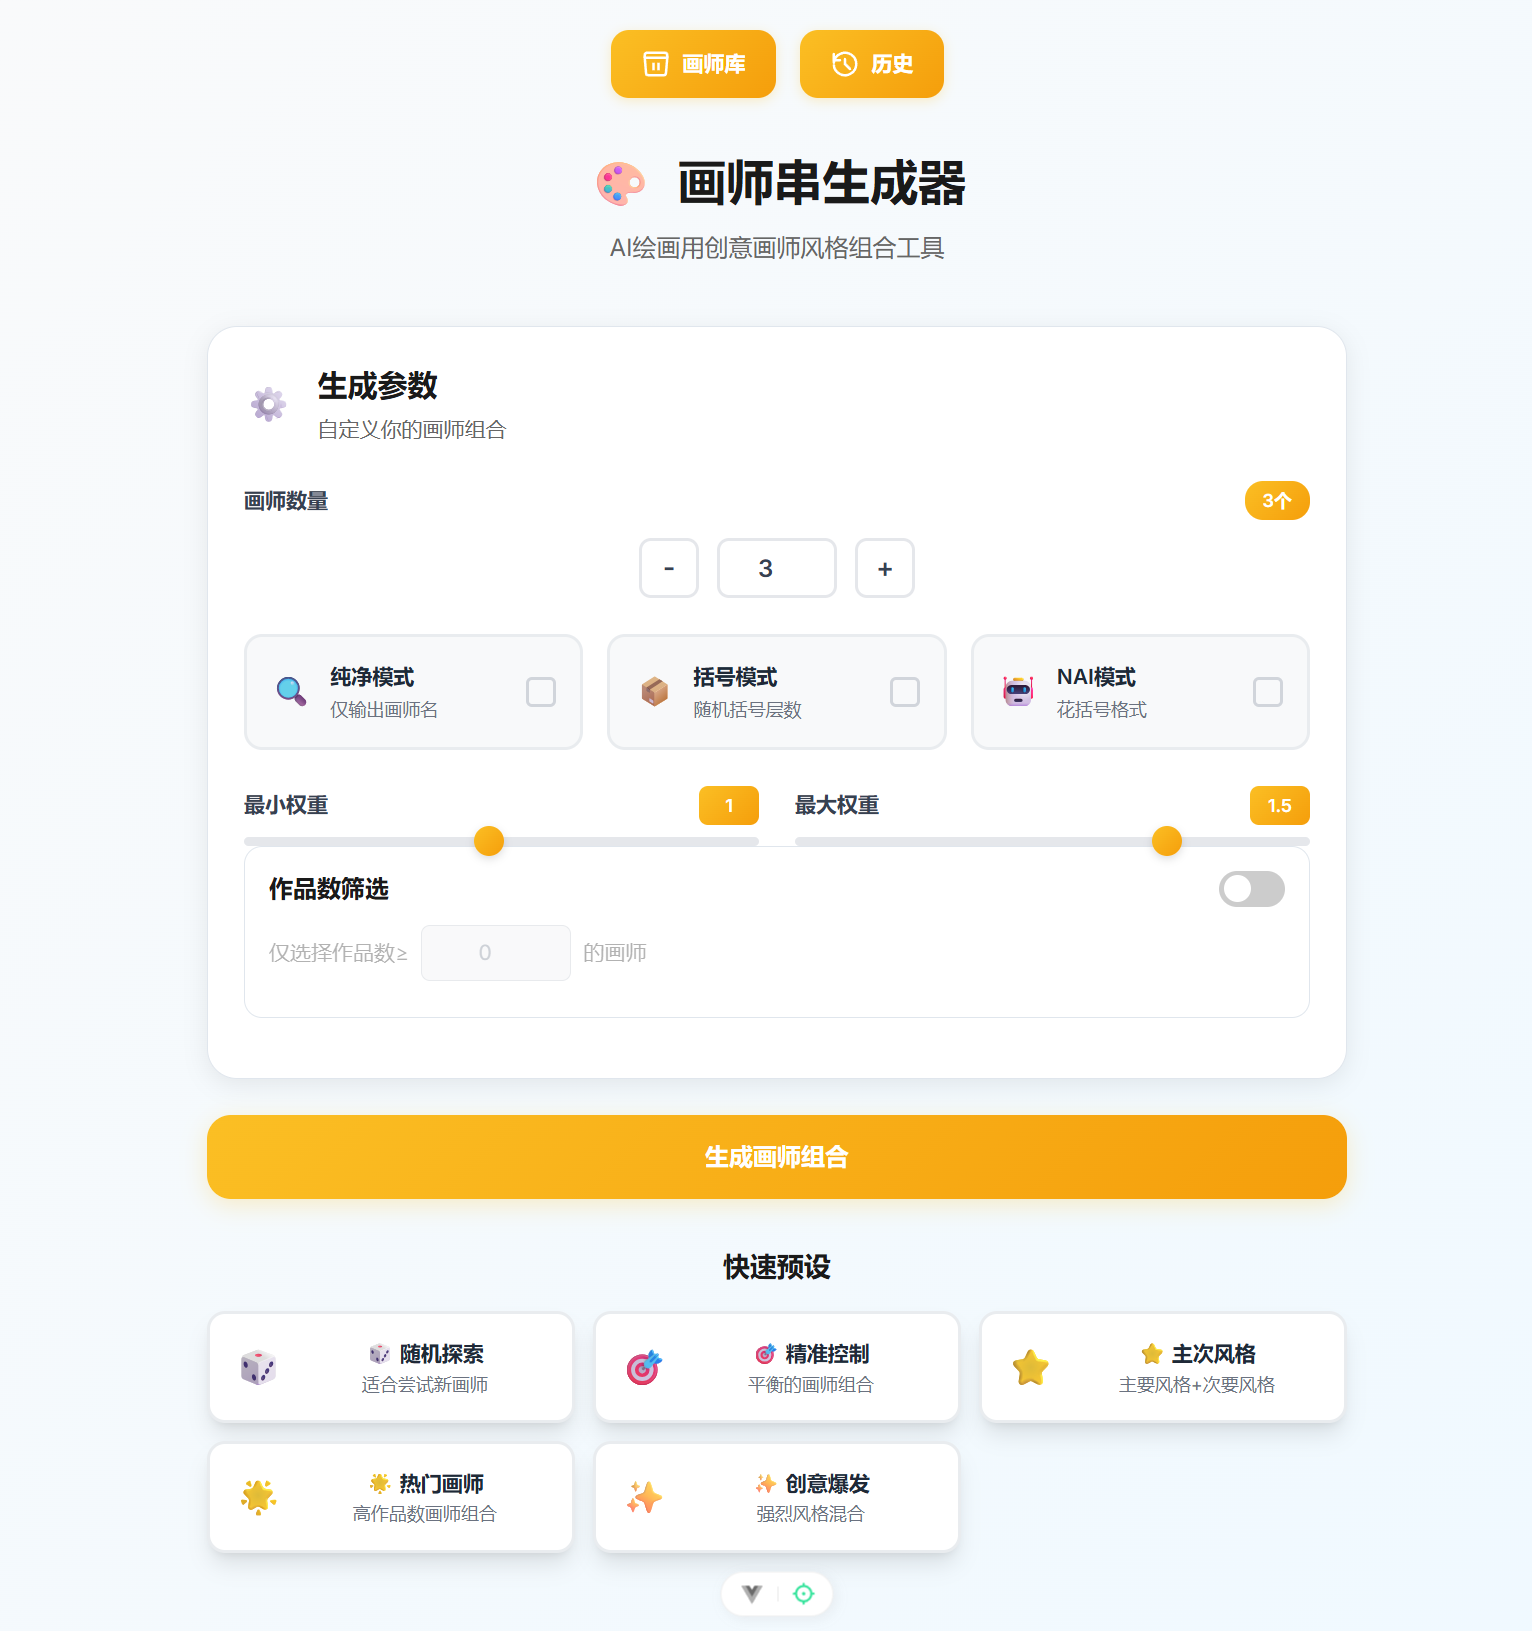 画师库
历史
画师串生成器
AI绘画用创意画师风格组合工具
生成参数
自定义你的画师组合
画师数量
3个
-
3
+
纯净模式
仅输出画师名
括号模式
随机括号层数
NAI模式
花括号格式
最小权重
1
最大权重
1.5
作品数筛选
仅选择作品数≥
0
的画师
生成画师组合
快速预设
随机探索
适合尝试新画师
精准控制
平衡的画师组合
主次风格
主要风格+次要风格
热门画师
高作品数画师组合
创意爆发
强烈风格混合